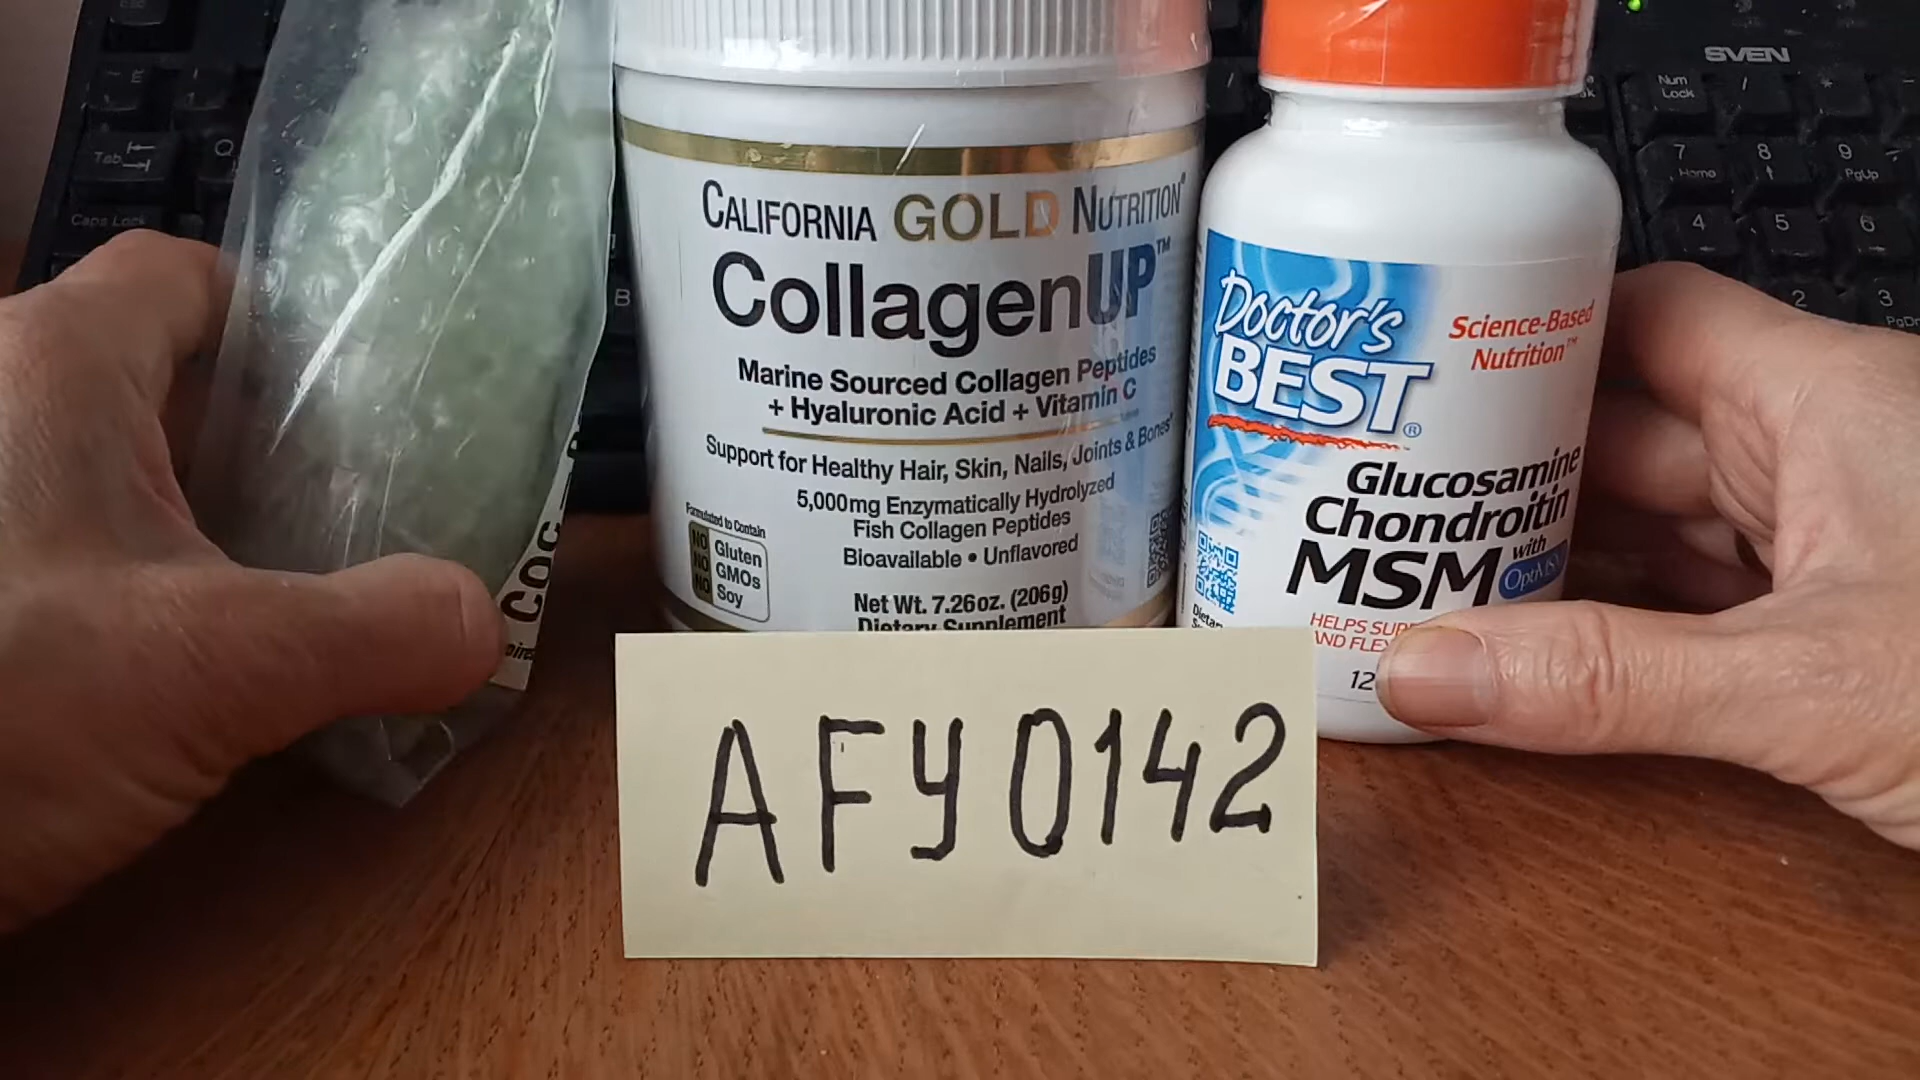 CALIFORNIA GOLD NUTRITION®
CollagenUP™
Marine Sourced Collagen Peptides
+ Hyaluronic Acid + Vitamin C
Support for Healthy Hair, Skin, Nails, Joints & Bones
5,000mg Enzymatically Hydrolyzed
Fish Collagen Peptides
Bioavailable • Unflavored
Formulated to Contain
NO Gluten
NO GMOs
NO Soy
Net Wt. 7.26oz. (206g)
Dietary Supplement
Doctor's
BEST®
Science-Based
Nutrition™
Glucosamine
Chondroitin
MSM with
HELPS
AND
AFY0142
SVEN
Tab
Caps Lock
Q
B
Num
Lock
/
7
Home
8
9
PgUp
4
5
6
2
3